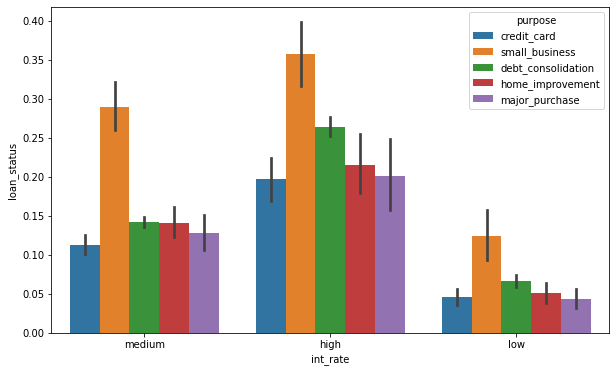 0.40
0.35
0.30
0.25
0.20
0.15
0.10
0.05
0.00
loan_status
medium
high
low
int_rate
purpose
credit_card
small_business
debt_consolidation
home_improvement
major_purchase